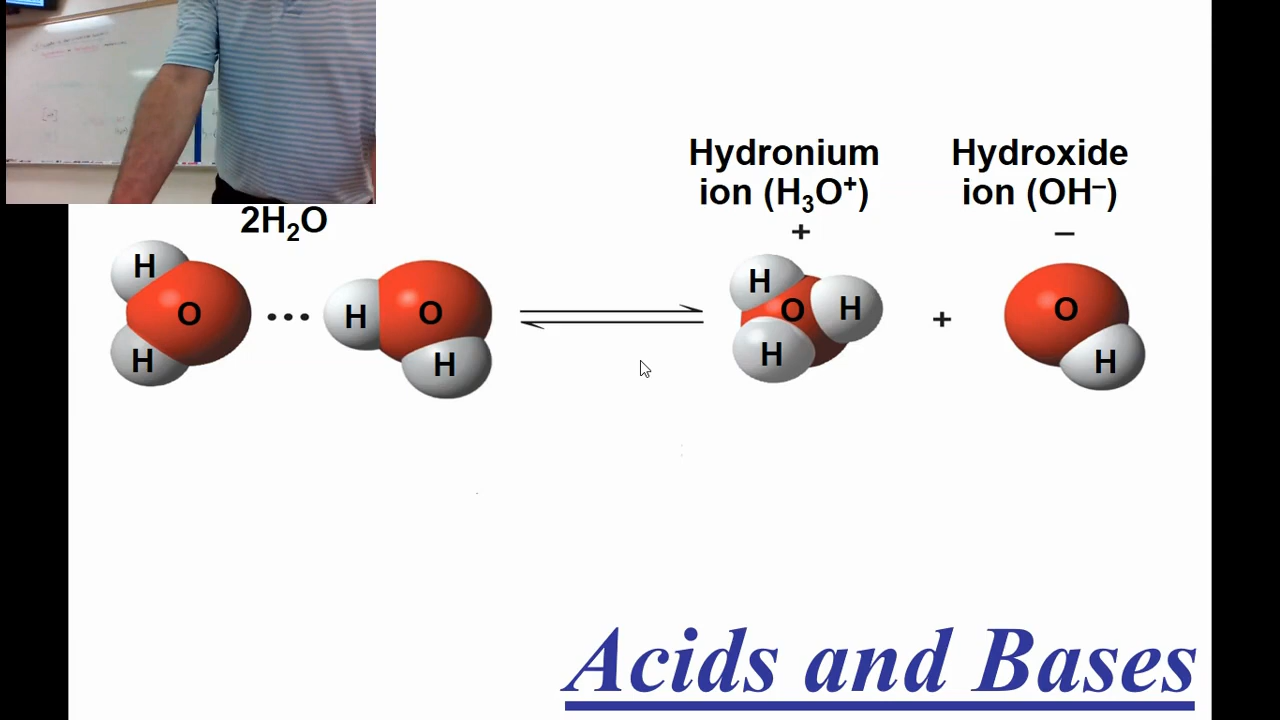 Hydronium
ion (H₃O⁺)
+
Hydroxide
ion (OH⁻)
–
2H₂O
H
O
H
...
H
O
H
H
O
H
H
+
O
H
Acids and Bases